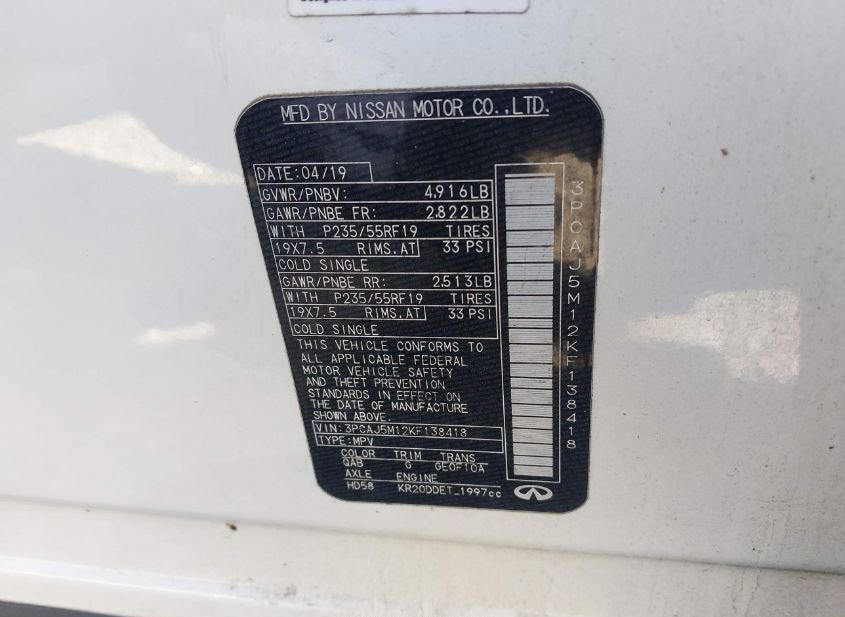 MFD BY NISSAN MOTOR CO.,LTD.
DATE:04/19
GVWR/PNBV: 4,916LB
GAWR/PNBE FR: 2,822LB
WITH P235/55RF19 TIRES
19X7.5 RIMS.AT 33 PSI
COLD SINGLE
GAWR/PNBE RR: 2,513LB
WITH P235/55RF19 TIRES
19X7.5 RIMS.AT 33 PSI
COLD SINGLE
THIS VEHICLE CONFORMS TO
ALL APPLICABLE FEDERAL
MOTOR VEHICLE SAFETY
AND THEFT PREVENTION
STANDARDS IN EFFECT ON
THE DATE OF MANUFACTURE
SHOWN ABOVE.
VIN:3PCAJ5M12KF138418
TYPE:MPV
COLOR TRIM TRANS
QAB G GE0F10A
AXLE ENGINE
HD58 KR20DDET_1997cc
3PCAJ5M12KF138418